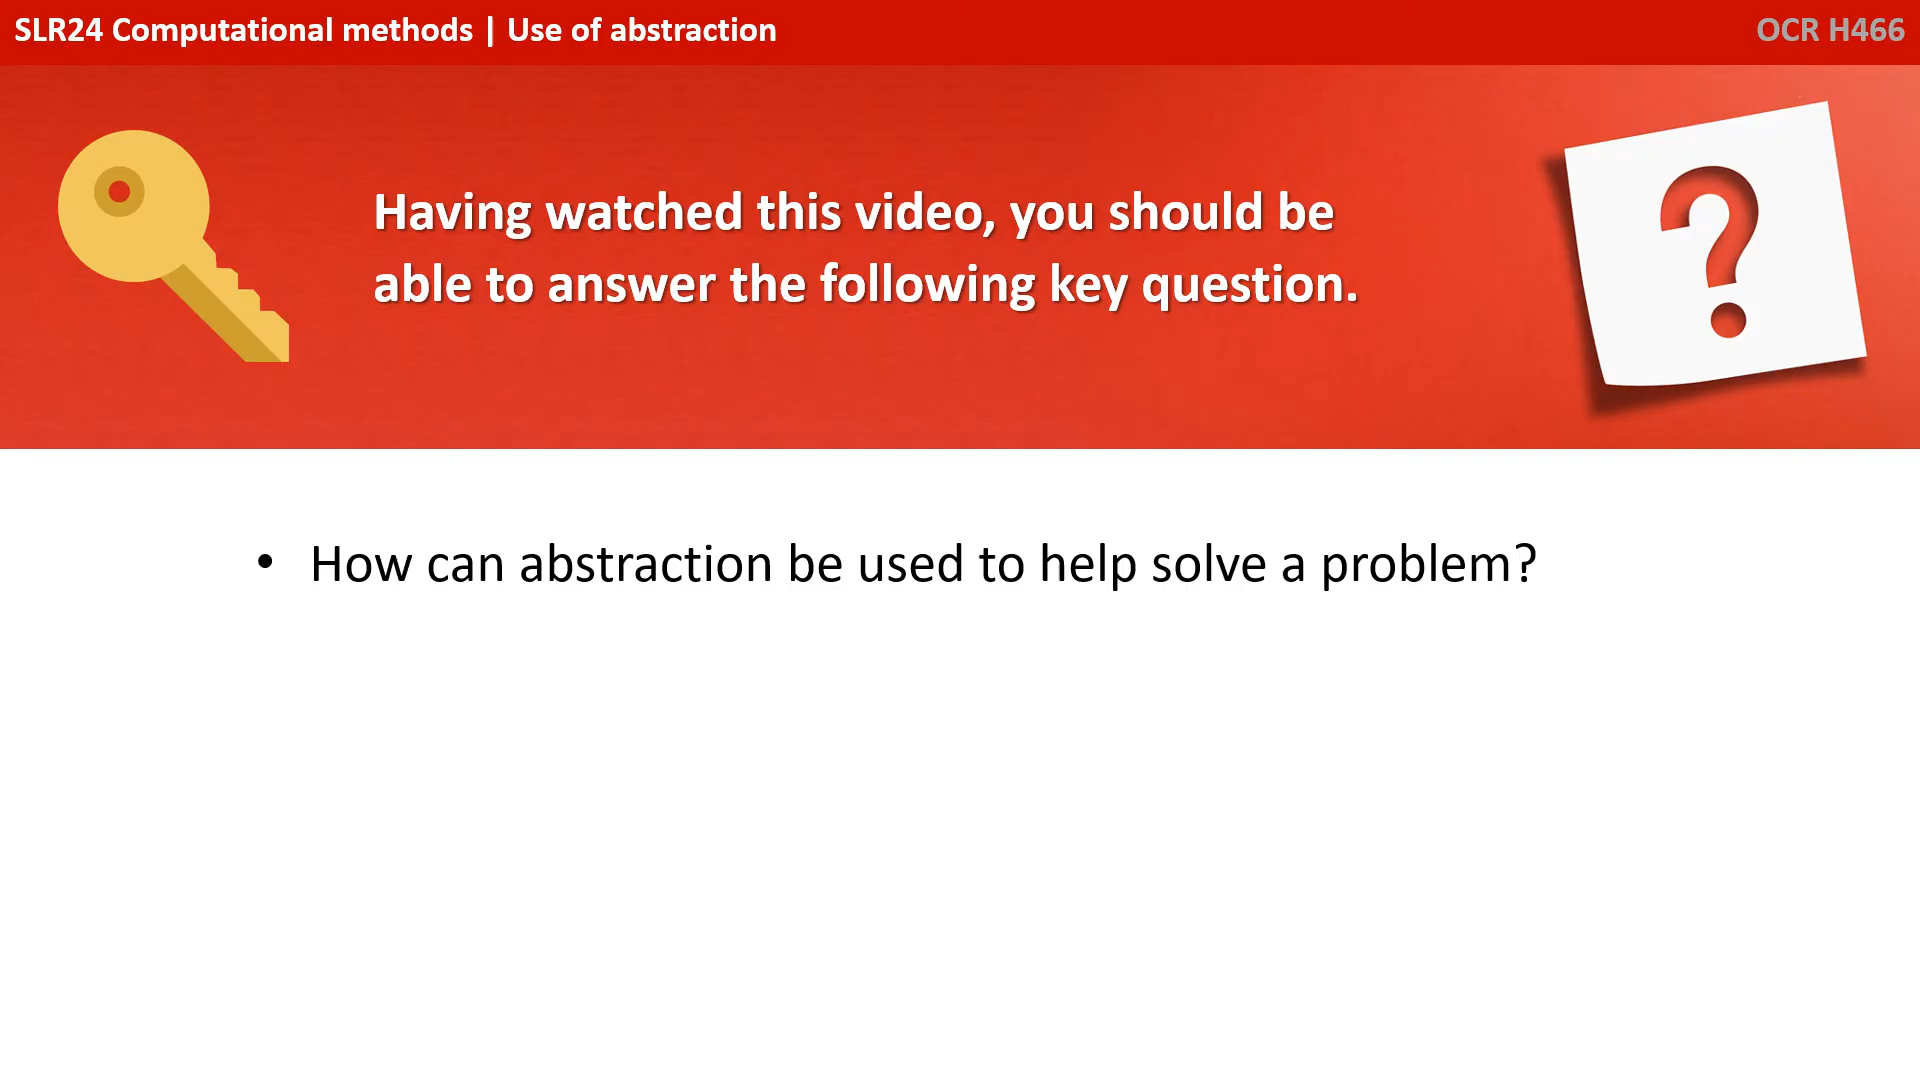 SLR24 Computational methods | Use of abstraction
OCR H466
Having watched this video, you should be
able to answer the following key question.
• How can abstraction be used to help solve a problem?